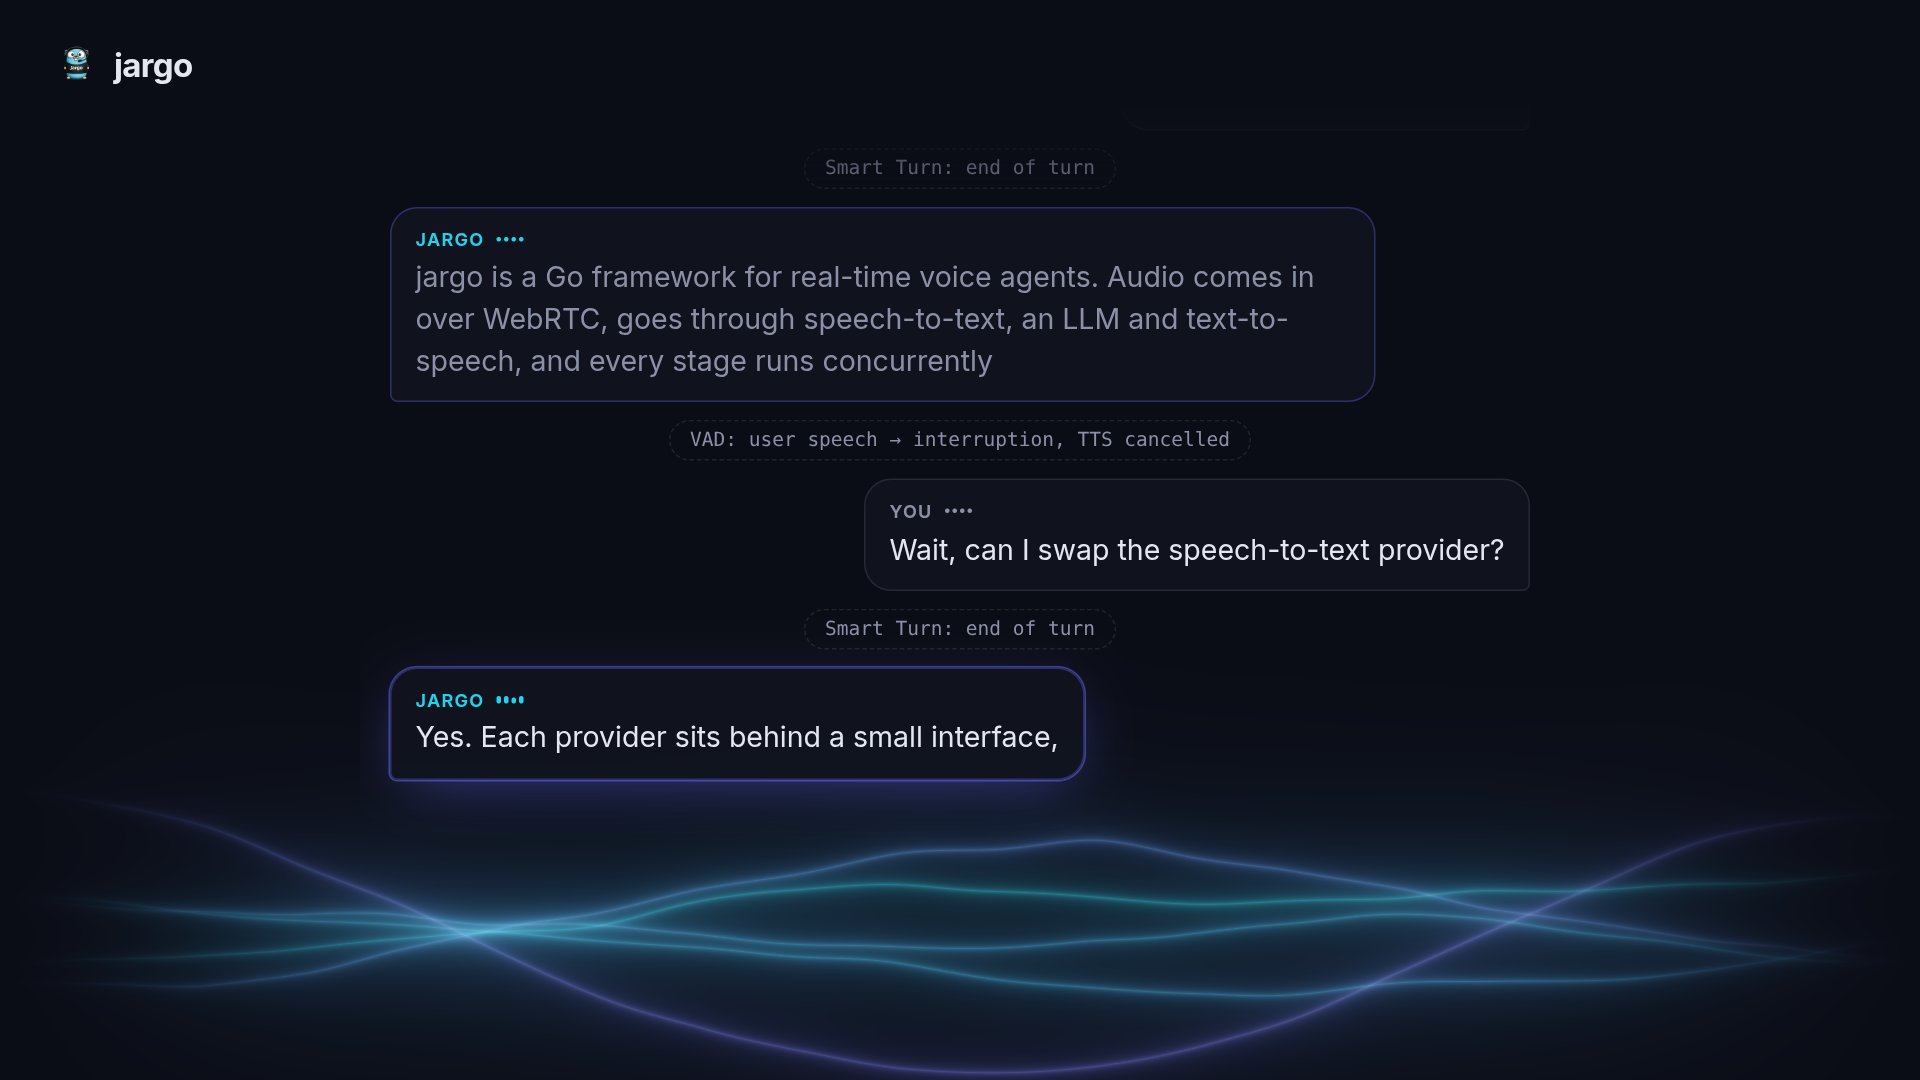 jargo
Smart Turn: end of turn
JARGO
jargo is a Go framework for real-time voice agents. Audio comes in
over WebRTC, goes through speech-to-text, an LLM and text-to-
speech, and every stage runs concurrently
VAD: user speech → interruption, TTS cancelled
YOU
Wait, can I swap the speech-to-text provider?
Smart Turn: end of turn
JARGO
Yes. Each provider sits behind a small interface,